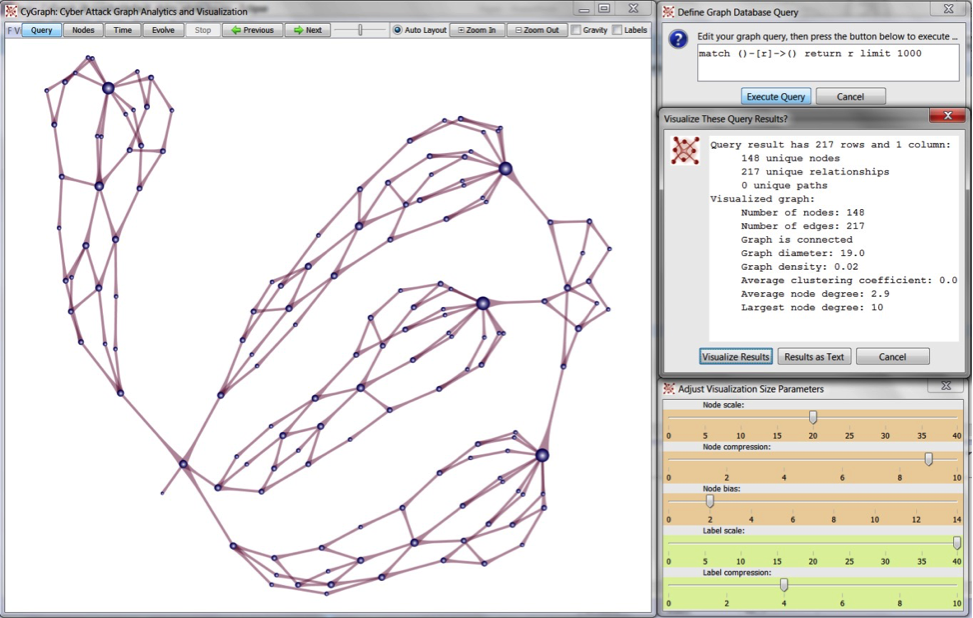 CyGraph: Cyber Attack Graph Analytics and Visualization
F V Query Nodes Time Evolve Stop Previous Next Auto Layout Zoom In Zoom Out Gravity Labels
Define Graph Database Query
Edit your graph query, then press the button below to execute ...
match ()-[r]->() return r limit 1000
Execute Query Cancel
Visualize These Query Results?
Query result has 217 rows and 1 column:
148 unique nodes
217 unique relationships
0 unique paths
Visualized graph:
Number of nodes: 148
Number of edges: 217
Graph is connected
Graph diameter: 19.0
Graph density: 0.02
Average clustering coefficient: 0.0
Average node degree: 2.9
Largest node degree: 10
Visualize Results Results as Text Cancel
Adjust Visualization Size Parameters
Node scale:
0 5 10 15 20 25 30 35 40
Node compression:
0 2 4 6 8 10
Node bias:
0 2 4 6 8 10 12 14
Label scale:
0 5 10 15 20 25 30 35 40
Label compression:
0 2 4 6 8 10